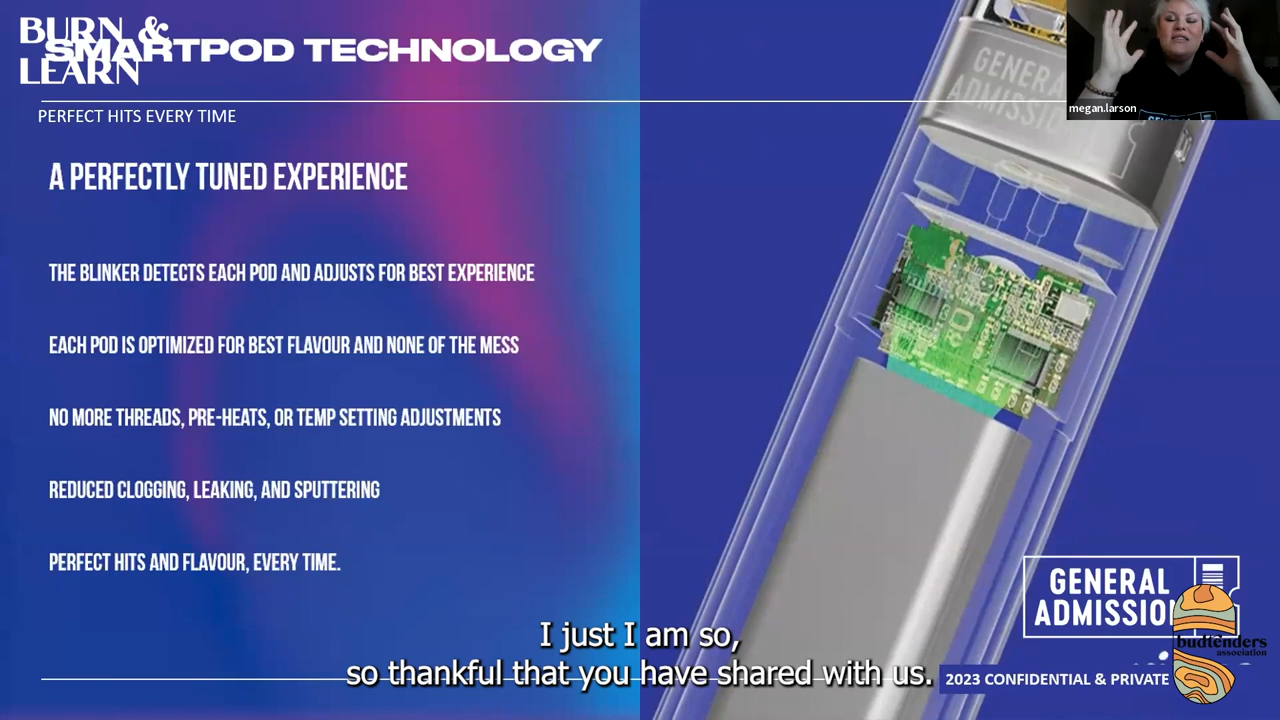 BURN &
LEARN
SMARTPOD TECHNOLOGY
PERFECT HITS EVERY TIME
A PERFECTLY TUNED EXPERIENCE
THE BLINKER DETECTS EACH POD AND ADJUSTS FOR BEST EXPERIENCE
EACH POD IS OPTIMIZED FOR BEST FLAVOUR AND NONE OF THE MESS
NO MORE THREADS, PRE-HEATS, OR TEMP SETTING ADJUSTMENTS
REDUCED CLOGGING, LEAKING, AND SPUTTERING
PERFECT HITS AND FLAVOUR, EVERY TIME.
GENERAL
megan.larson
GENERAL
budtenders
association
I just I am so,
so thankful that you have shared with us.
2023 CONFIDENTIAL & PRIVATE